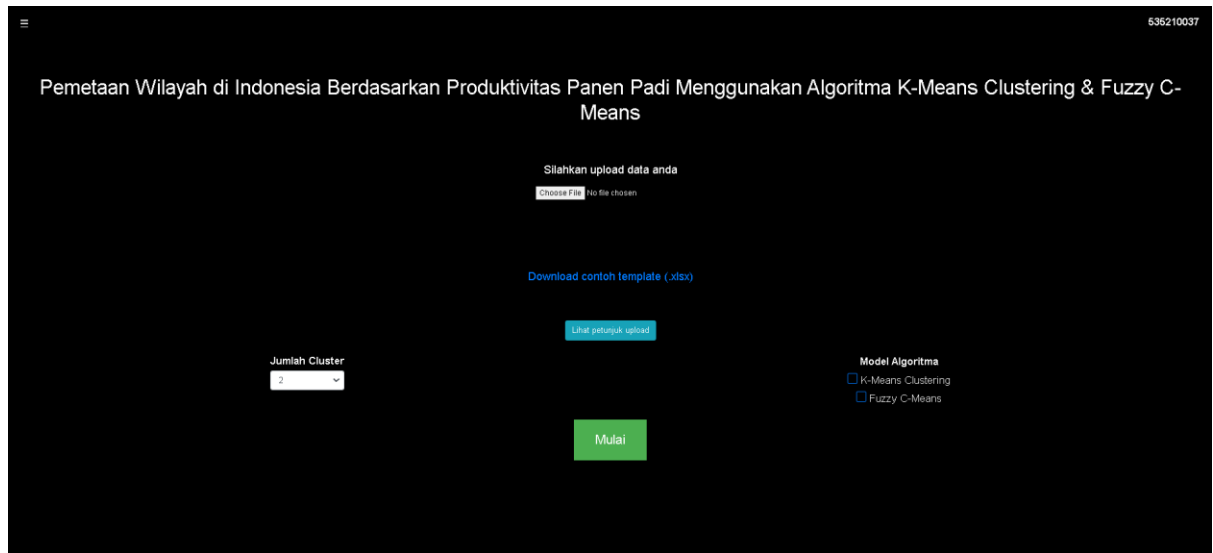 ☰
535210037
Pemetaan Wilayah di Indonesia Berdasarkan Produktivitas Panen Padi Menggunakan Algoritma K-Means Clustering & Fuzzy C-
Means
Silahkan upload data anda
Choose File No file chosen
Download contoh template (.xlsx)
Lihat petunjuk upload
Jumlah Cluster
2
Model Algoritma
K-Means Clustering
Fuzzy C-Means
Mulai